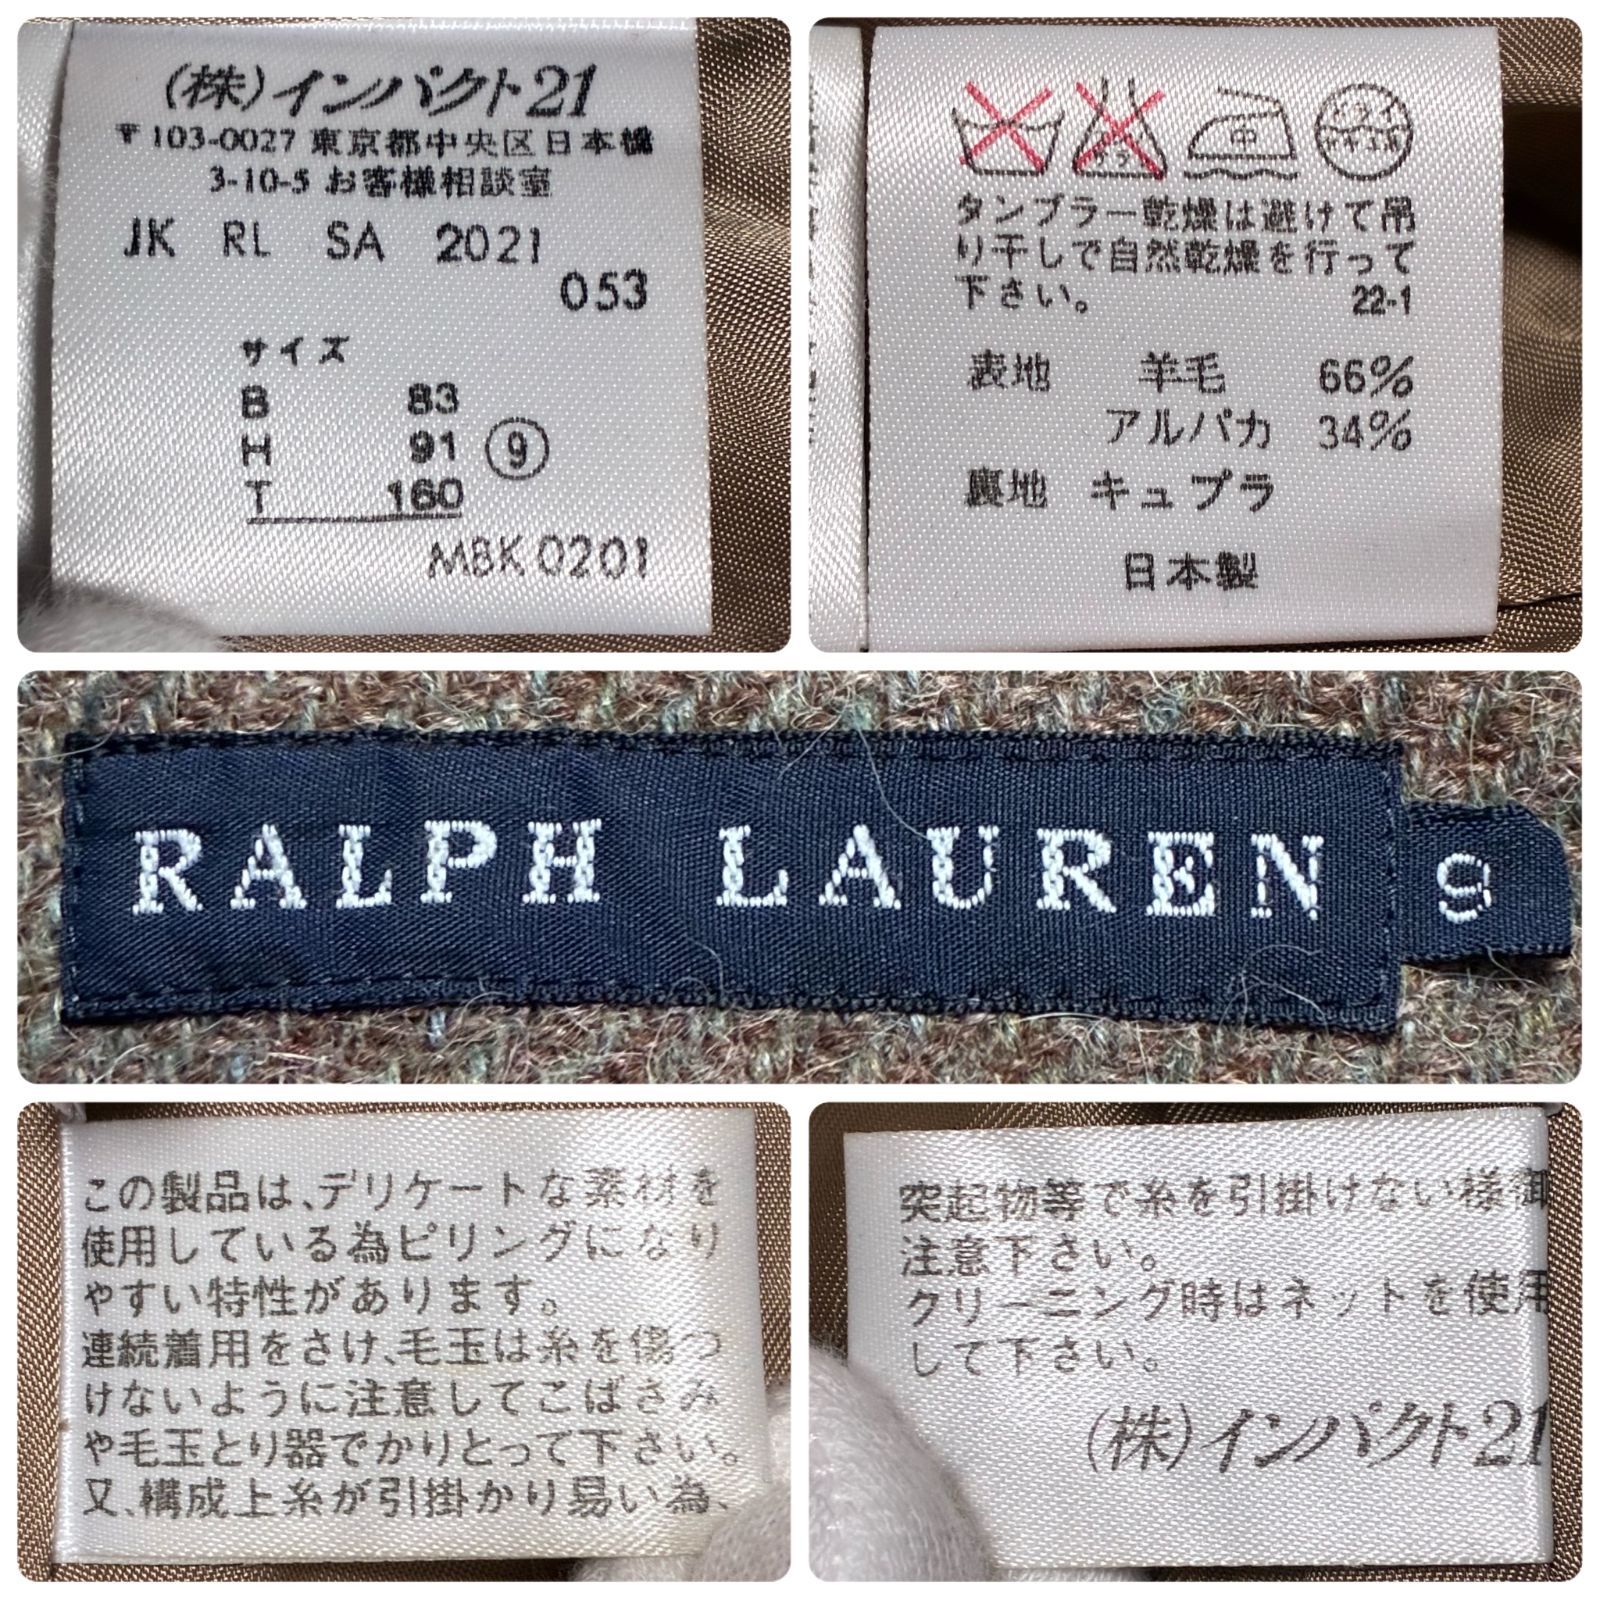 (株)インパクト21
〒103-0027 東京都中央区日本橋
3-10-5 お客様相談室
JK RL SA 2021
053
サイズ
B 83
H 91 ⑨
T 160
MBK0201
中
ドライ
セキユ系
タンブラー乾燥は避けて吊
り干しで自然乾燥を行って
下さい。 22-1
表地 羊毛 66%
アルパカ 34%
裏地 キュプラ
日本製
RALPH LAUREN 9
この製品は、デリケートな素材を
使用している為ピリングになり
やすい特性があります。
連続着用をさけ、毛玉は糸を傷つ
けないように注意してこばさみ
や毛玉とり器でかりとって下さい。
又、構成上糸が引掛かり易い為、
突起物等で糸を引掛けない様御
注意下さい。
クリーニング時はネットを使用
して下さい。
(株)インパクト21